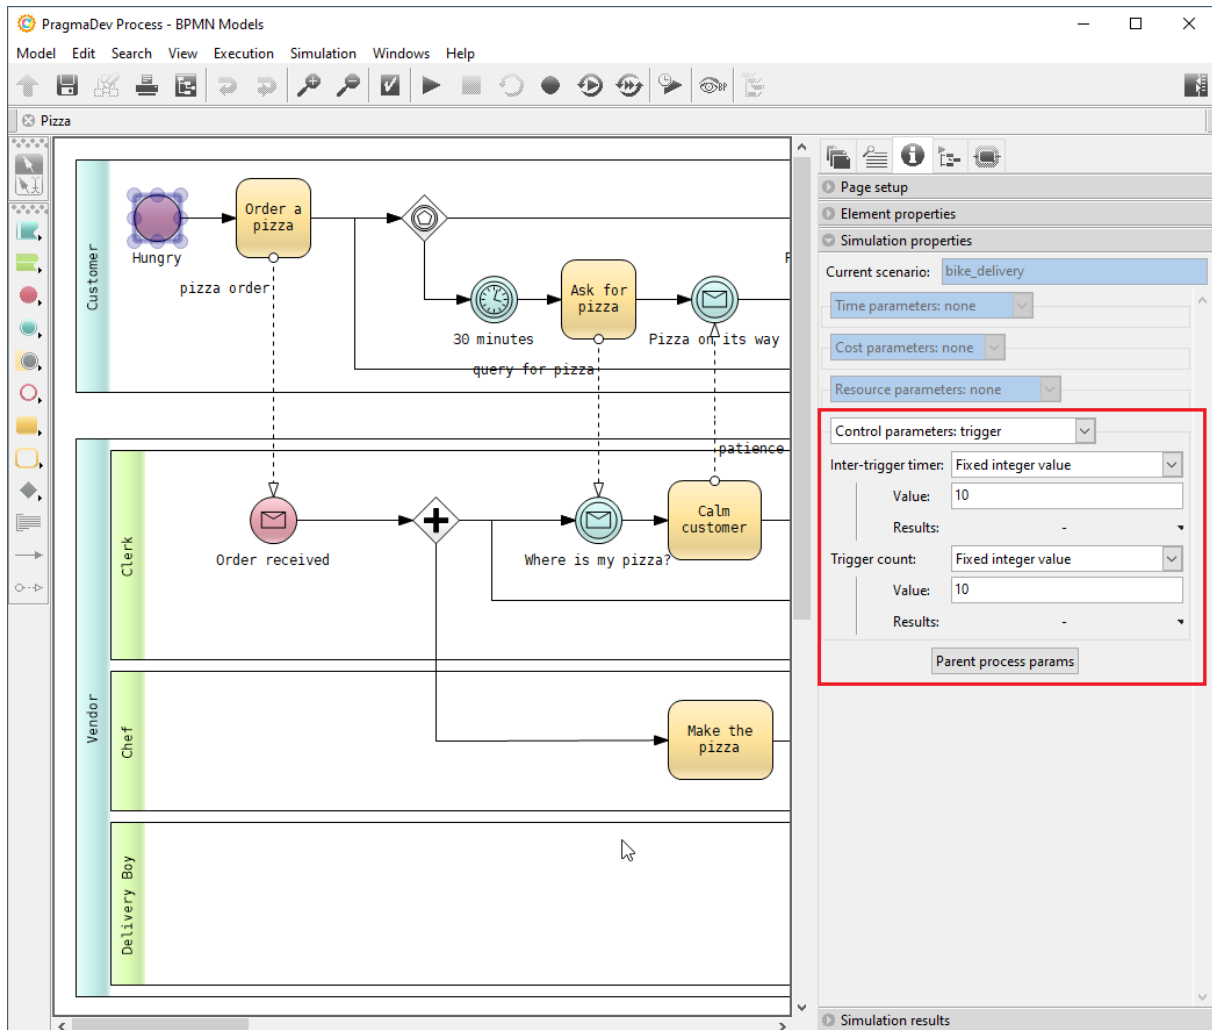 PragmaDev Process - BPMN Models
Model Edit Search View Execution Simulation Windows Help
BP
Pizza
Customer
Hungry
Order a
pizza
pizza order
30 minutes
Ask for
pizza
Pizza on its way
query for pizza
Vendor
patience
Clerk
Order received
Where is my pizza?
Calm
customer
Chef
Make the
pizza
Delivery Boy
Page setup
Element properties
Simulation properties
Current scenario: bike_delivery
Time parameters: none
Cost parameters: none
Resource parameters: none
Control parameters: trigger
Inter-trigger timer: Fixed integer value
Value: 10
Results: -
Trigger count: Fixed integer value
Value: 10
Results: -
Parent process params
Simulation results